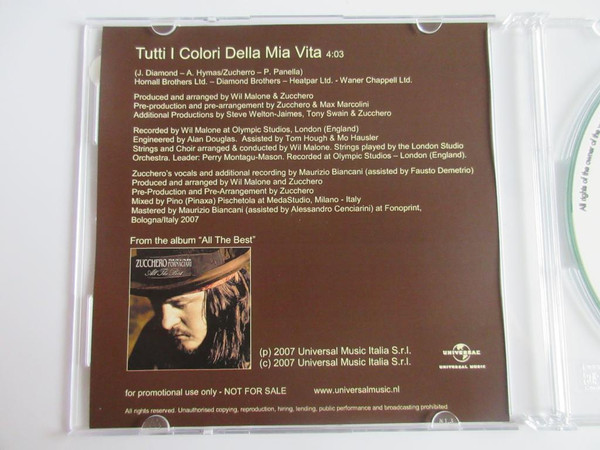 Tutti I Colori Della Mia Vita 4:03
(J. Diamond – A. Hymas/Zucherro – P. Panella)
Hornall Brothers Ltd. – Diamond Brothers – Heatpar Ltd. - Waner Chappell Ltd.
Produced and arranged by Wil Malone & Zucchero
Pre-production and pre-arrangement by Zucchero & Max Marcolini
Additional Productions by Steve Welton-Jaimes, Tony Swain & Zucchero
Recorded by Wil Malone at Olympic Studios, London (England)
Engineered by Alan Douglas. Assisted by Tom Hough & Mo Hausler
Strings and Choir arranged & conducted by Wil Malone. Strings played by the London Studio
Orchestra. Leader: Perry Montagu-Mason. Recorded at Olympic Studios – London (England).
Zucchero's vocals and additional recording by Maurizio Biancani (assisted by Fausto Demetrio)
Produced and arranged by Wil Malone and Zucchero
Pre-Production and Pre-Arrangement by Zucchero
Mixed by Pino (Pinaxa) Pischetola at MedaStudio, Milano - Italy
Mastered by Maurizio Biancani (assisted by Alessandro Cenciarini) at Fonoprint,
Bologna/Italy 2007
From the album "All The Best"
ZUCCHERO
FORNACIARI
All The Best
(p) 2007 Universal Music Italia S.r.l.
(c) 2007 Universal Music Italia S.r.l.
UNIVERSAL
UNIVERSAL MUSIC
for promotional use only - NOT FOR SALE www.universalmusic.nl
All rights reserved. Unauthorised copying, reproduction, hiring, lending, public performance and broadcasting prohibited
All rights of the owner of the